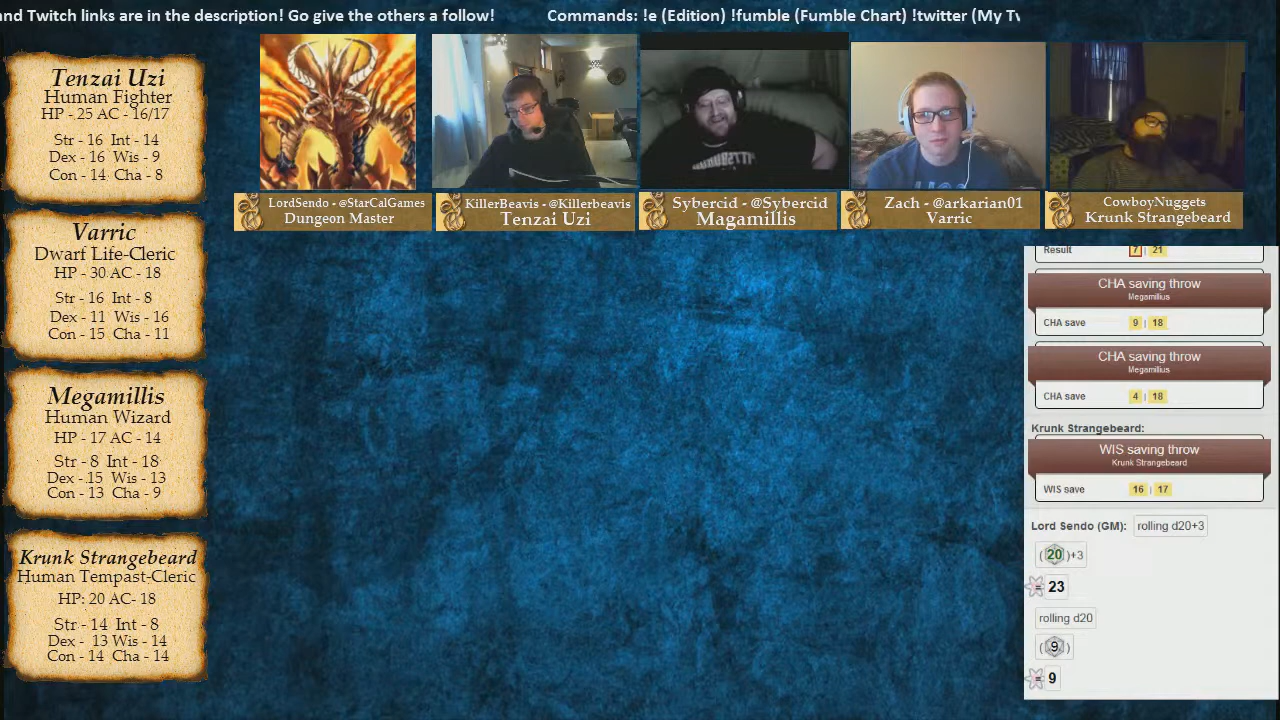 nd Twitch links are in the description! Go give the others a follow! Commands: !e (Edition) !fumble (Fumble Chart) !twitter (My Tv
Tenzai Uzi
Human Fighter
HP - 25 AC - 16/17
Str - 16 Int - 14
Dex - 16 Wis - 9
Con - 14 Cha - 8
Varric
Dwarf Life-Cleric
HP - 30 AC - 18
Str - 16 Int - 8
Dex - 11 Wis - 16
Con - 15 Cha - 11
Megamillis
Human Wizard
HP - 17 AC - 14
Str - 8 Int - 18
Dex - 15 Wis - 13
Con - 13 Cha - 9
Krunk Strangebeard
Human Tempast-Cleric
HP: 20 AC- 18
Str - 14 Int - 8
Dex - 13 Wis - 14
Con - 14 Cha - 14
LordSendo - @StarCalGames
Dungeon Master
KillerBeavis - @Killerbeavis
Tenzai Uzi
Sybercid - @Sybercid
Magamillis
Zach - @arkarian01
Varric
CowboyNuggets
Krunk Strangebeard
Result 7 | 21
CHA saving throw
Megamillius
CHA save 9 | 18
CHA saving throw
Megamillius
CHA save 4 | 18
Krunk Strangebeard:
WIS saving throw
Krunk Strangebeard
WIS save 16 | 17
Lord Sendo (GM): rolling d20+3
(20)+3
= 23
rolling d20
(9)
= 9